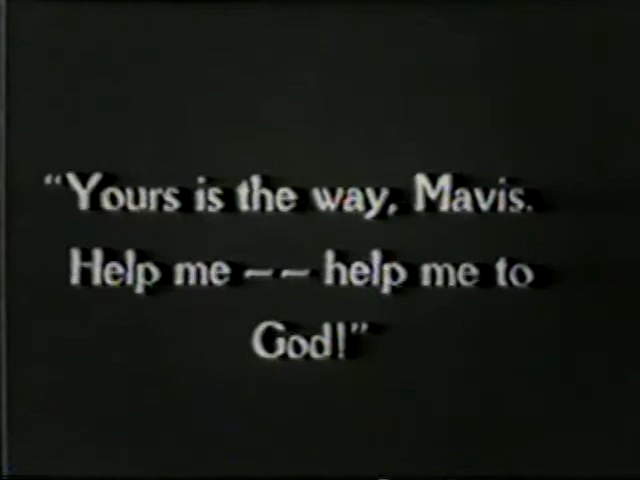 “Yours is the way, Mavis.
Help me -- help me to
God!”